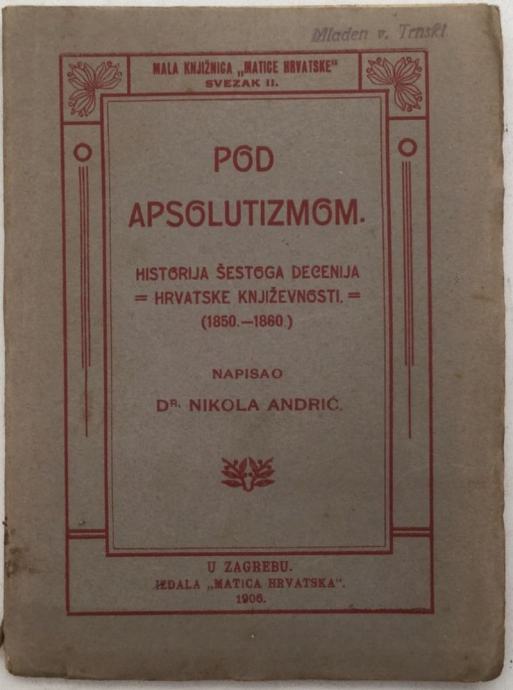 Mladen v. Trnski
MALA KNJIŽNICA „MATICE HRVATSKE“
SVEZAK II.
POD
APSOLUTIZMOM.
HISTORIJA ŠESTOGA DECENIJA
= HRVATSKE KNJIŽEVNOSTI. =
(1850.—1860.)
NAPISAO
DR. NIKOLA ANDRIĆ.
U ZAGREBU.
IZDALA „MATICA HRVATSKA“.
1906.